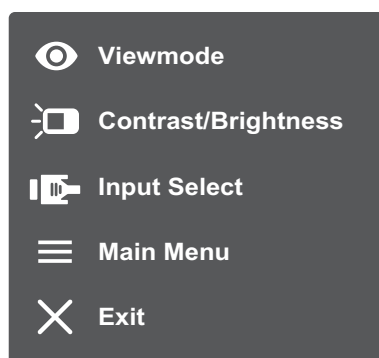 Viewmode
Contrast/Brightness
Input Select
Main Menu
Exit